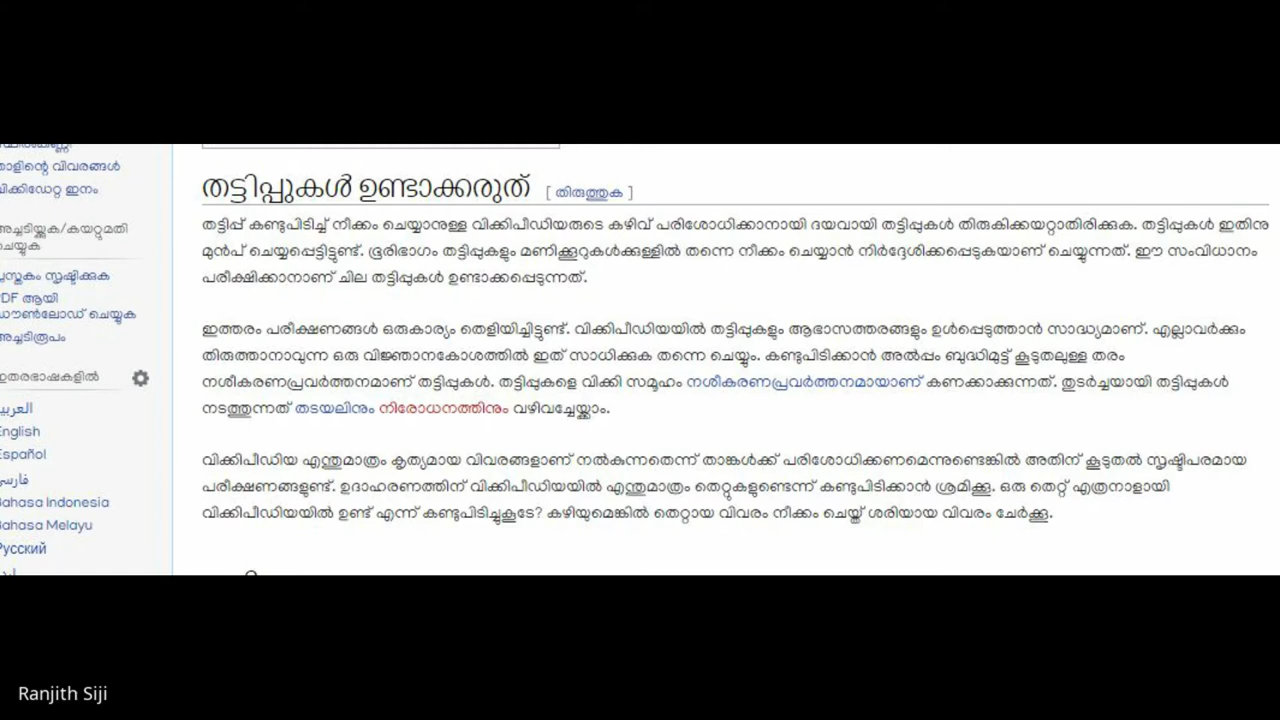 താളിന്റെ വിവരങ്ങൾ
വിക്കിഡേറ്റ ഇനം
അച്ചടിയ്ക്കുക/കയറ്റുമതി
ചെയ്യുക
പുസ്തകം സൃഷ്ടിക്കുക
PDF ആയി
ഡൗൺലോഡ് ചെയ്യുക
അച്ചടിരൂപം
ഇതരഭാഷകളിൽ
العربية
English
Español
فارسی
Bahasa Indonesia
Bahasa Melayu
Русский
തട്ടിപ്പുകൾ ഉണ്ടാക്കരുത് [ തിരുത്തുക ]
തട്ടിപ്പ് കണ്ടുപിടിച്ച് നീക്കം ചെയ്യാനുള്ള വിക്കിപീഡിയരുടെ കഴിവ് പരിശോധിക്കാനായി ദയവായി തട്ടിപ്പുകൾ തിരുകിക്കയറ്റാതിരിക്കുക. തട്ടിപ്പുകൾ ഇതിനു
മുൻപ് ചെയ്യപ്പെട്ടിട്ടുണ്ട്. ഭൂരിഭാഗം തട്ടിപ്പുകളും മണിക്കൂറുകൾക്കുള്ളിൽ തന്നെ നീക്കം ചെയ്യാൻ നിർദ്ദേശിക്കപ്പെടുകയാണ് ചെയ്യുന്നത്. ഈ സംവിധാനം
പരീക്ഷിക്കാനാണ് ചില തട്ടിപ്പുകൾ ഉണ്ടാക്കപ്പെടുന്നത്.
ഇത്തരം പരീക്ഷണങ്ങൾ ഒരുകാര്യം തെളിയിച്ചിട്ടുണ്ട്. വിക്കിപീഡിയയിൽ തട്ടിപ്പുകളും ആഭാസത്തരങ്ങളും ഉൾപ്പെടുത്താൻ സാദ്ധ്യമാണ്. എല്ലാവർക്കും
തിരുത്താനാവുന്ന ഒരു വിജ്ഞാനകോശത്തിൽ ഇത് സാധിക്കുക തന്നെ ചെയ്യും. കണ്ടുപിടിക്കാൻ അൽപ്പം ബുദ്ധിമുട്ട് കൂടുതലുള്ള തരം
നശീകരണപ്രവർത്തനമാണ് തട്ടിപ്പുകൾ. തട്ടിപ്പുകളെ വിക്കി സമൂഹം നശീകരണപ്രവർത്തനമായാണ് കണക്കാക്കുന്നത്. തുടർച്ചയായി തട്ടിപ്പുകൾ
നടത്തുന്നത് തടയലിനും നിരോധനത്തിനും വഴിവച്ചേയ്ക്കാം.
വിക്കിപീഡിയ എന്തുമാത്രം കൃത്യമായ വിവരങ്ങളാണ് നൽകുന്നതെന്ന് താങ്കൾക്ക് പരിശോധിക്കണമെന്നുണ്ടെങ്കിൽ അതിന് കൂടുതൽ സൃഷ്ടിപരമായ
പരീക്ഷണങ്ങളുണ്ട്. ഉദാഹരണത്തിന് വിക്കിപീഡിയയിൽ എന്തുമാത്രം തെറ്റുകളുണ്ടെന്ന് കണ്ടുപിടിക്കാൻ ശ്രമിക്കൂ. ഒരു തെറ്റ് എത്രനാളായി
വിക്കിപീഡിയയിൽ ഉണ്ട് എന്ന് കണ്ടുപിടിച്ചുകൂടേ? കഴിയുമെങ്കിൽ തെറ്റായ വിവരം നീക്കം ചെയ്ത് ശരിയായ വിവരം ചേർക്കൂ.
Ranjith Siji